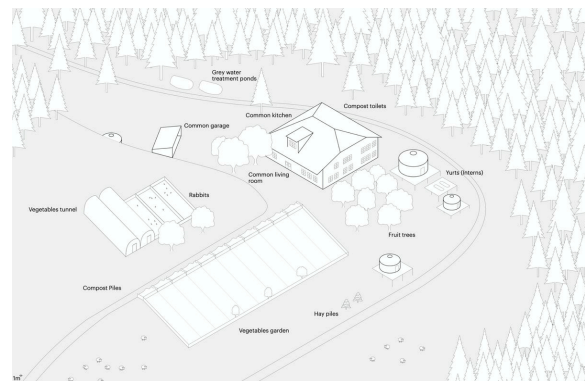 Grey water
treatment ponds
Common kitchen
Compost toilets
Common garage
Common living
room
Yurts (Interns)
Rabbits
Vegetables tunnel
Fruit trees
Compost Piles
Hay piles
Vegetables garden